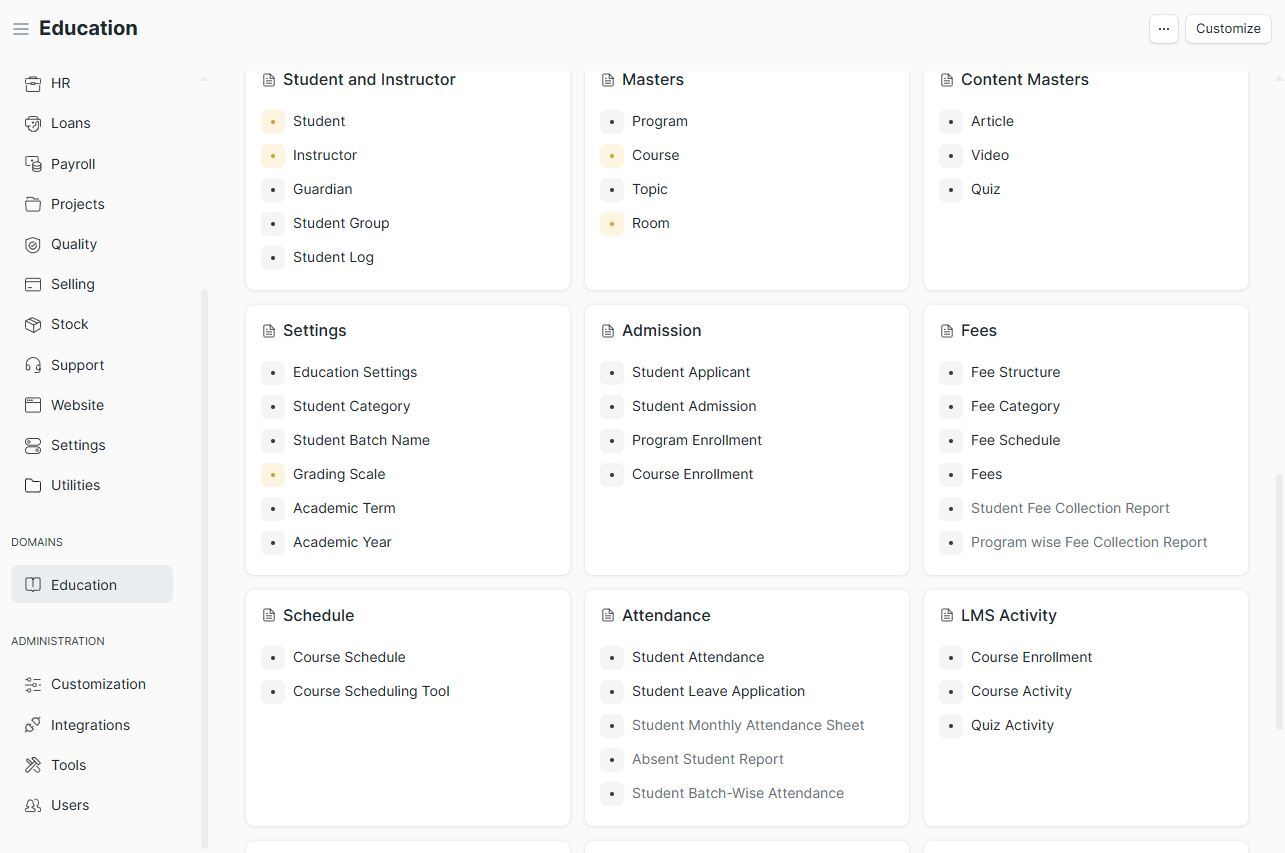 Education
Customize
HR
Loans
Payroll
Projects
Quality
Selling
Stock
Support
Website
Settings
Utilities
DOMAINS
Education
ADMINISTRATION
Customization
Integrations
Tools
Users
Student and Instructor
Student
Instructor
Guardian
Student Group
Student Log
Masters
Program
Course
Topic
Room
Content Masters
Article
Video
Quiz
Settings
Education Settings
Student Category
Student Batch Name
Grading Scale
Academic Term
Academic Year
Admission
Student Applicant
Student Admission
Program Enrollment
Course Enrollment
Fees
Fee Structure
Fee Category
Fee Schedule
Fees
Student Fee Collection Report
Program wise Fee Collection Report
Schedule
Course Schedule
Course Scheduling Tool
Attendance
Student Attendance
Student Leave Application
Student Monthly Attendance Sheet
Absent Student Report
Student Batch-Wise Attendance
LMS Activity
Course Enrollment
Course Activity
Quiz Activity